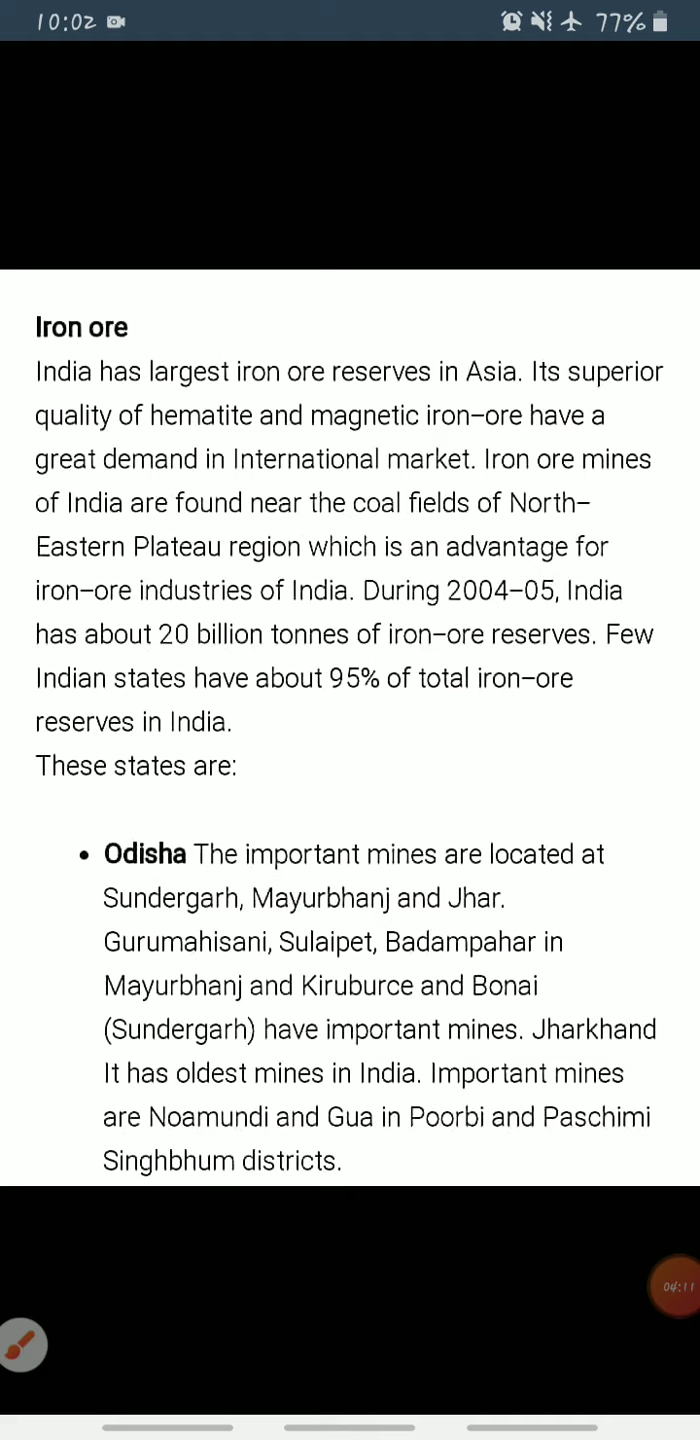 10:02
77%
Iron ore
India has largest iron ore reserves in Asia. Its superior
quality of hematite and magnetic iron-ore have a
great demand in International market. Iron ore mines
of India are found near the coal fields of North-
Eastern Plateau region which is an advantage for
iron-ore industries of India. During 2004-05, India
has about 20 billion tonnes of iron-ore reserves. Few
Indian states have about 95% of total iron-ore
reserves in India.
These states are:
• Odisha The important mines are located at
Sundergarh, Mayurbhanj and Jhar.
Gurumahisani, Sulaipet, Badampahar in
Mayurbhanj and Kiruburce and Bonai
(Sundergarh) have important mines. Jharkhand
It has oldest mines in India. Important mines
are Noamundi and Gua in Poorbi and Paschimi
Singhbhum districts.
04:11